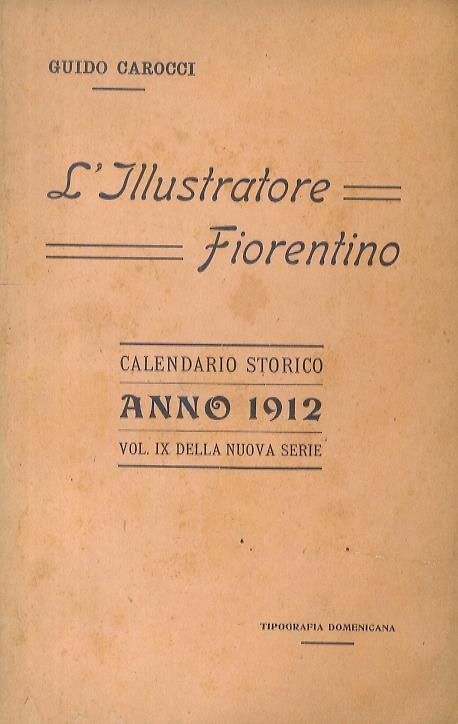 GUIDO CAROCCI
L'Illustratore
Fiorentino
CALENDARIO STORICO
ANNO 1912
VOL. IX DELLA NUOVA SERIE
TIPOGRAFIA DOMENICANA